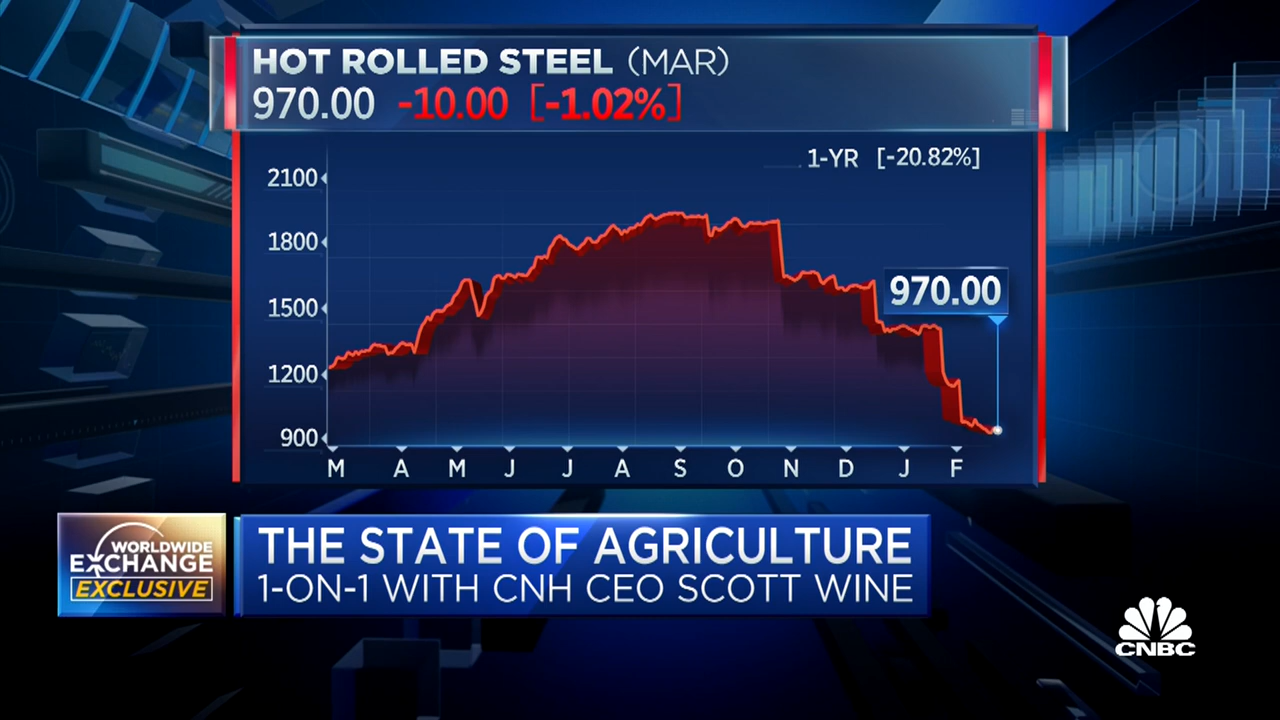 HOT ROLLED STEEL (MAR)
970.00 -10.00 [-1.02%]
1-YR [-20.82%]
2100
1800
1500
1200
900
970.00
M A M J J A S O N D J F
WORLDWIDE
EXCHANGE
EXCLUSIVE
THE STATE OF AGRICULTURE
1-ON-1 WITH CNH CEO SCOTT WINE
CNBC